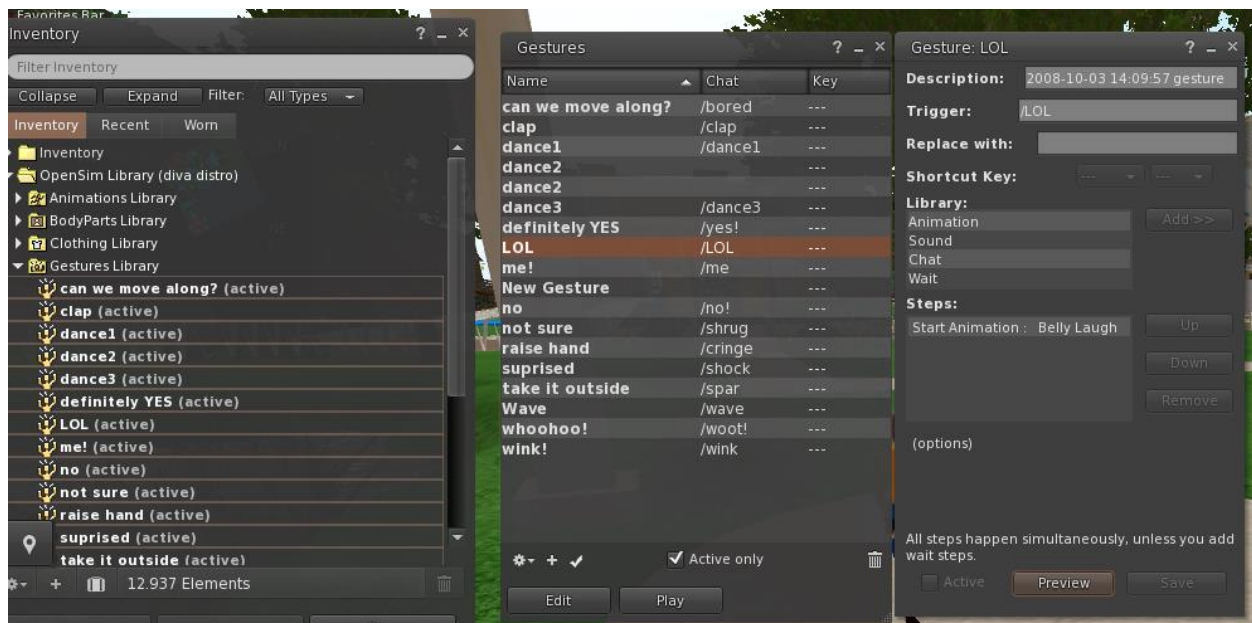 Favorites Bar
Inventory
Filter Inventory
Collapse Expand Filter: All Types
Inventory Recent Worn
Inventory
OpenSim Library (diva distro)
Animations Library
BodyParts Library
Clothing Library
Gestures Library
can we move along? (active)
clap (active)
dance1 (active)
dance2 (active)
dance3 (active)
definitely YES (active)
LOL (active)
me! (active)
no (active)
not sure (active)
raise hand (active)
suprised (active)
take it outside (active)
12.937 Elements
Gestures
Name Chat Key
can we move along? /bored ---
clap /clap ---
dance1 /dance1 ---
dance2 ---
dance2 ---
dance3 /dance3 ---
definitely YES /yes! ---
LOL /LOL ---
me! /me ---
New Gesture ---
no /no! ---
not sure /shrug ---
raise hand /cringe ---
suprised /shock ---
take it outside /spar ---
Wave /wave ---
whoohoo! /woot! ---
wink! /wink ---
Active only
Edit Play
Gesture: LOL
Description: 2008-10-03 14:09:57 gesture
Trigger: /LOL
Replace with:
Shortcut Key: --- ---
Library:
Animation Add >>
Sound
Chat
Wait
Steps:
Start Animation : Belly Laugh Up
Down
Remove
(options)
All steps happen simultaneously, unless you add
wait steps.
Active Preview Save